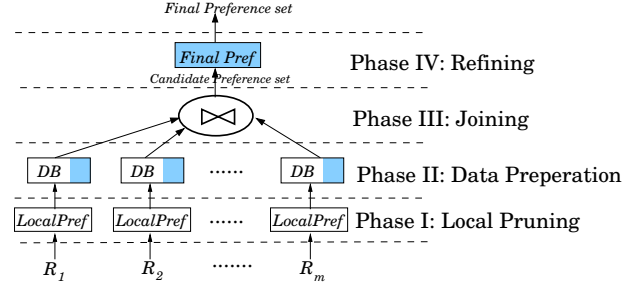 Final Preference set
Final Pref
Phase IV: Refining
Candidate Preference set
Phase III: Joining
DB DB ...... DB
Phase II: Data Preperation
LocalPref LocalPref ...... LocalPref
Phase I: Local Pruning
R1 R2 ....... Rm